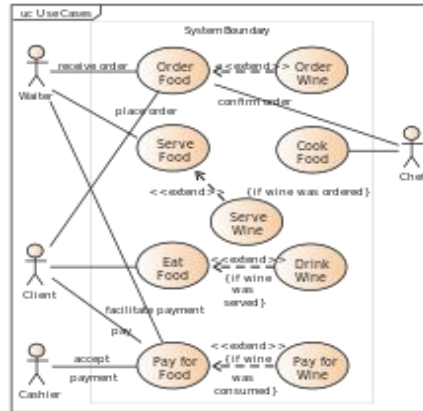 uc UseCases
System Boundary
receive order
Order
Food
<<extend>>
Order
Wine
Waiter
place order
confirm order
Serve
Food
Cook
Food
Chef
<<extend>>
{if wine was ordered}
Serve
Wine
Eat
Food
<<extend>>
{if wine
was
served}
Drink
Wine
Client
facilitate payment
pay
accept
payment
Pay for
Food
<<extend>>
{if wine
was
consumed}
Pay for
Wine
Cashier